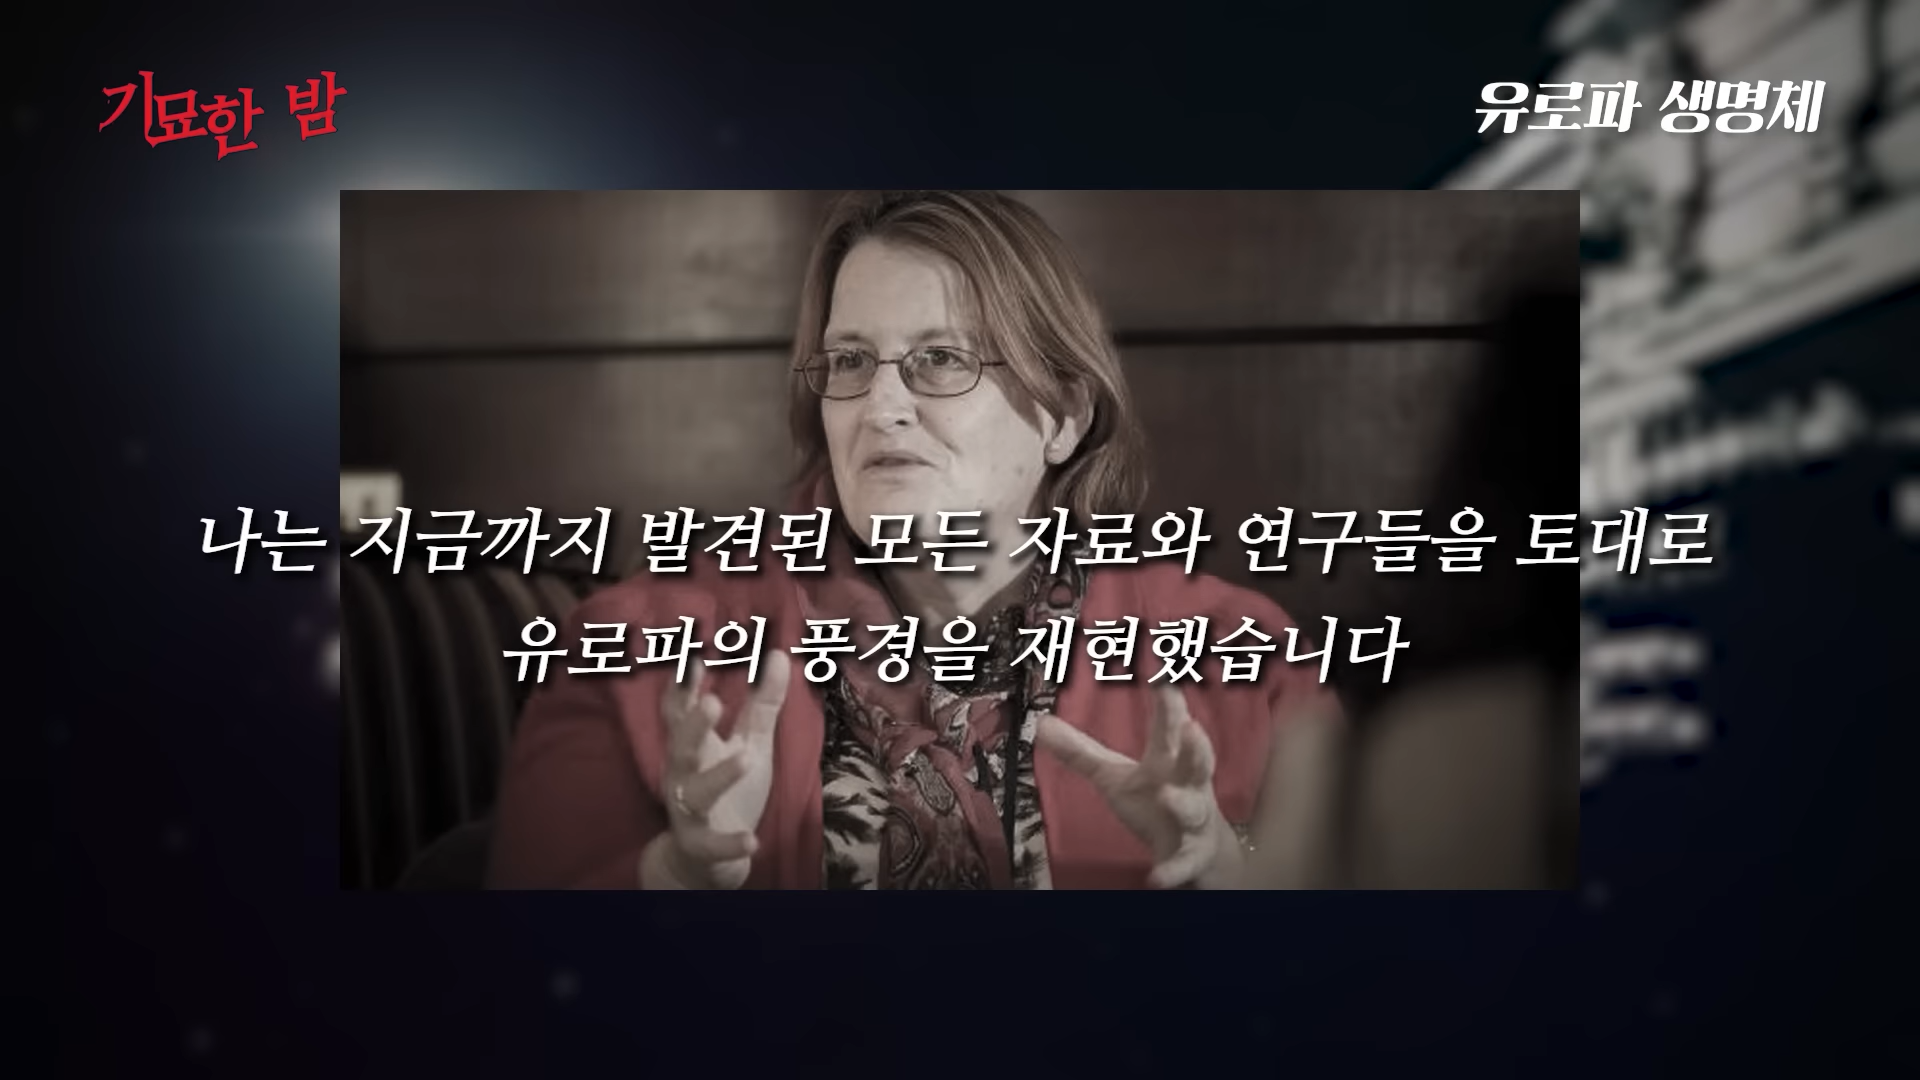 기묘한 밤
유로파 생명체
나는 지금까지 발견된 모든 자료와 연구들을 토대로
유로파의 풍경을 재현했습니다